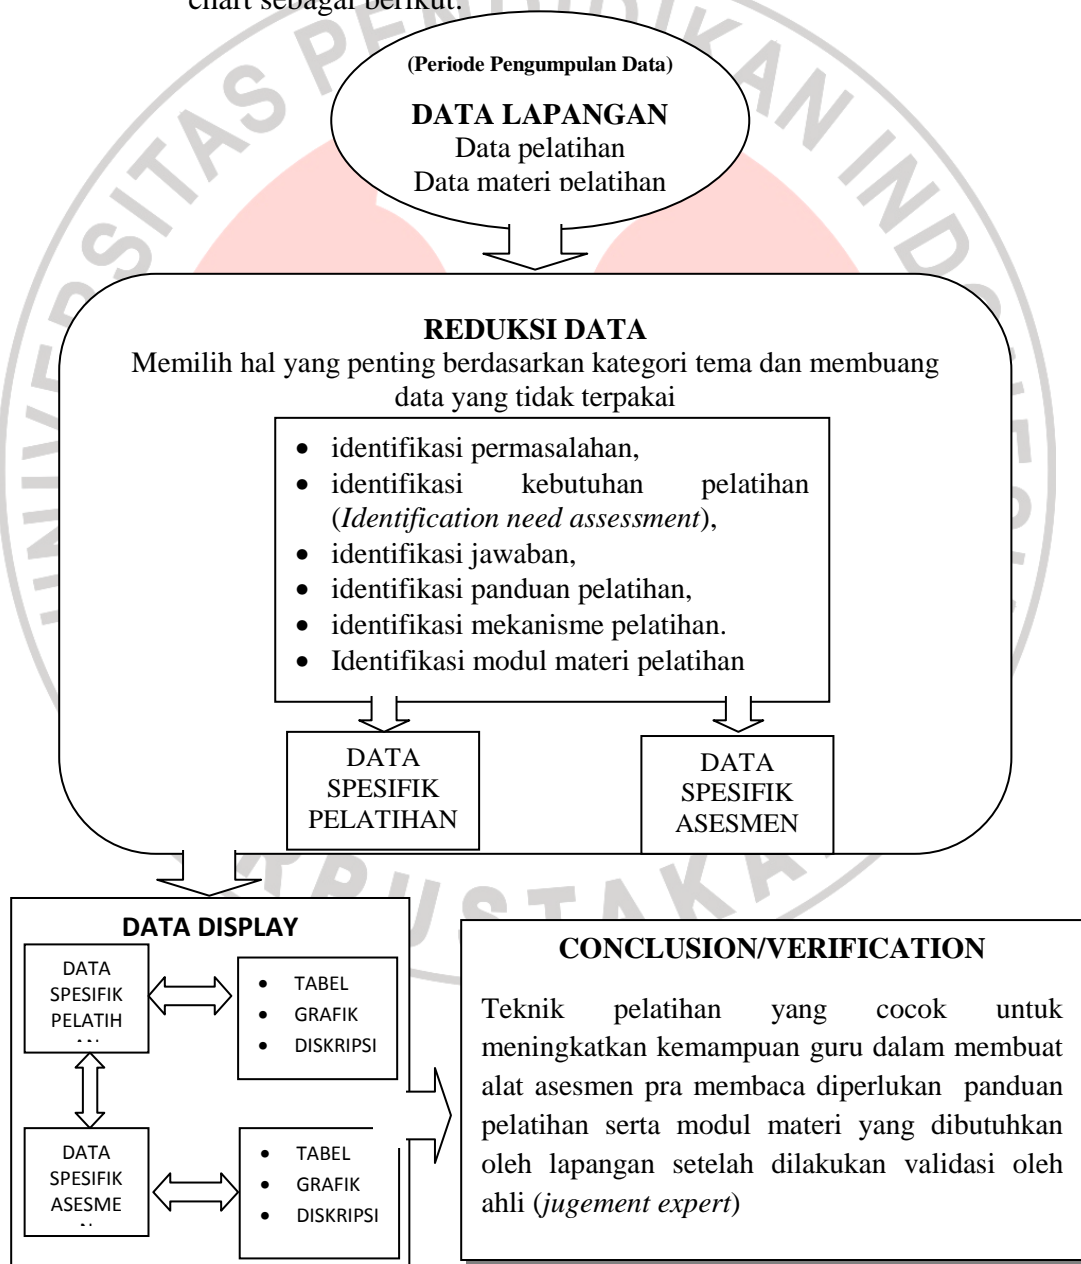 chart sebagai berikut.
(Periode Pengumpulan Data)
DATA LAPANGAN
Data pelatihan
Data materi pelatihan
REDUKSI DATA
Memilih hal yang penting berdasarkan kategori tema dan membuang
data yang tidak terpakai
• identifikasi permasalahan,
• identifikasi kebutuhan pelatihan
(Identification need assessment),
• identifikasi jawaban,
• identifikasi panduan pelatihan,
• identifikasi mekanisme pelatihan.
• Identifikasi modul materi pelatihan
DATA
SPESIFIK
PELATIHAN
DATA
SPESIFIK
ASESMEN
DATA DISPLAY
DATA
SPESIFIK
PELATIH
• TABEL
• GRAFIK
• DISKRIPSI
DATA
SPESIFIK
ASESME
• TABEL
• GRAFIK
• DISKRIPSI
CONCLUSION/VERIFICATION
Teknik pelatihan yang cocok untuk
meningkatkan kemampuan guru dalam membuat
alat asesmen pra membaca diperlukan panduan
pelatihan serta modul materi yang dibutuhkan
oleh lapangan setelah dilakukan validasi oleh
ahli (jugement expert)